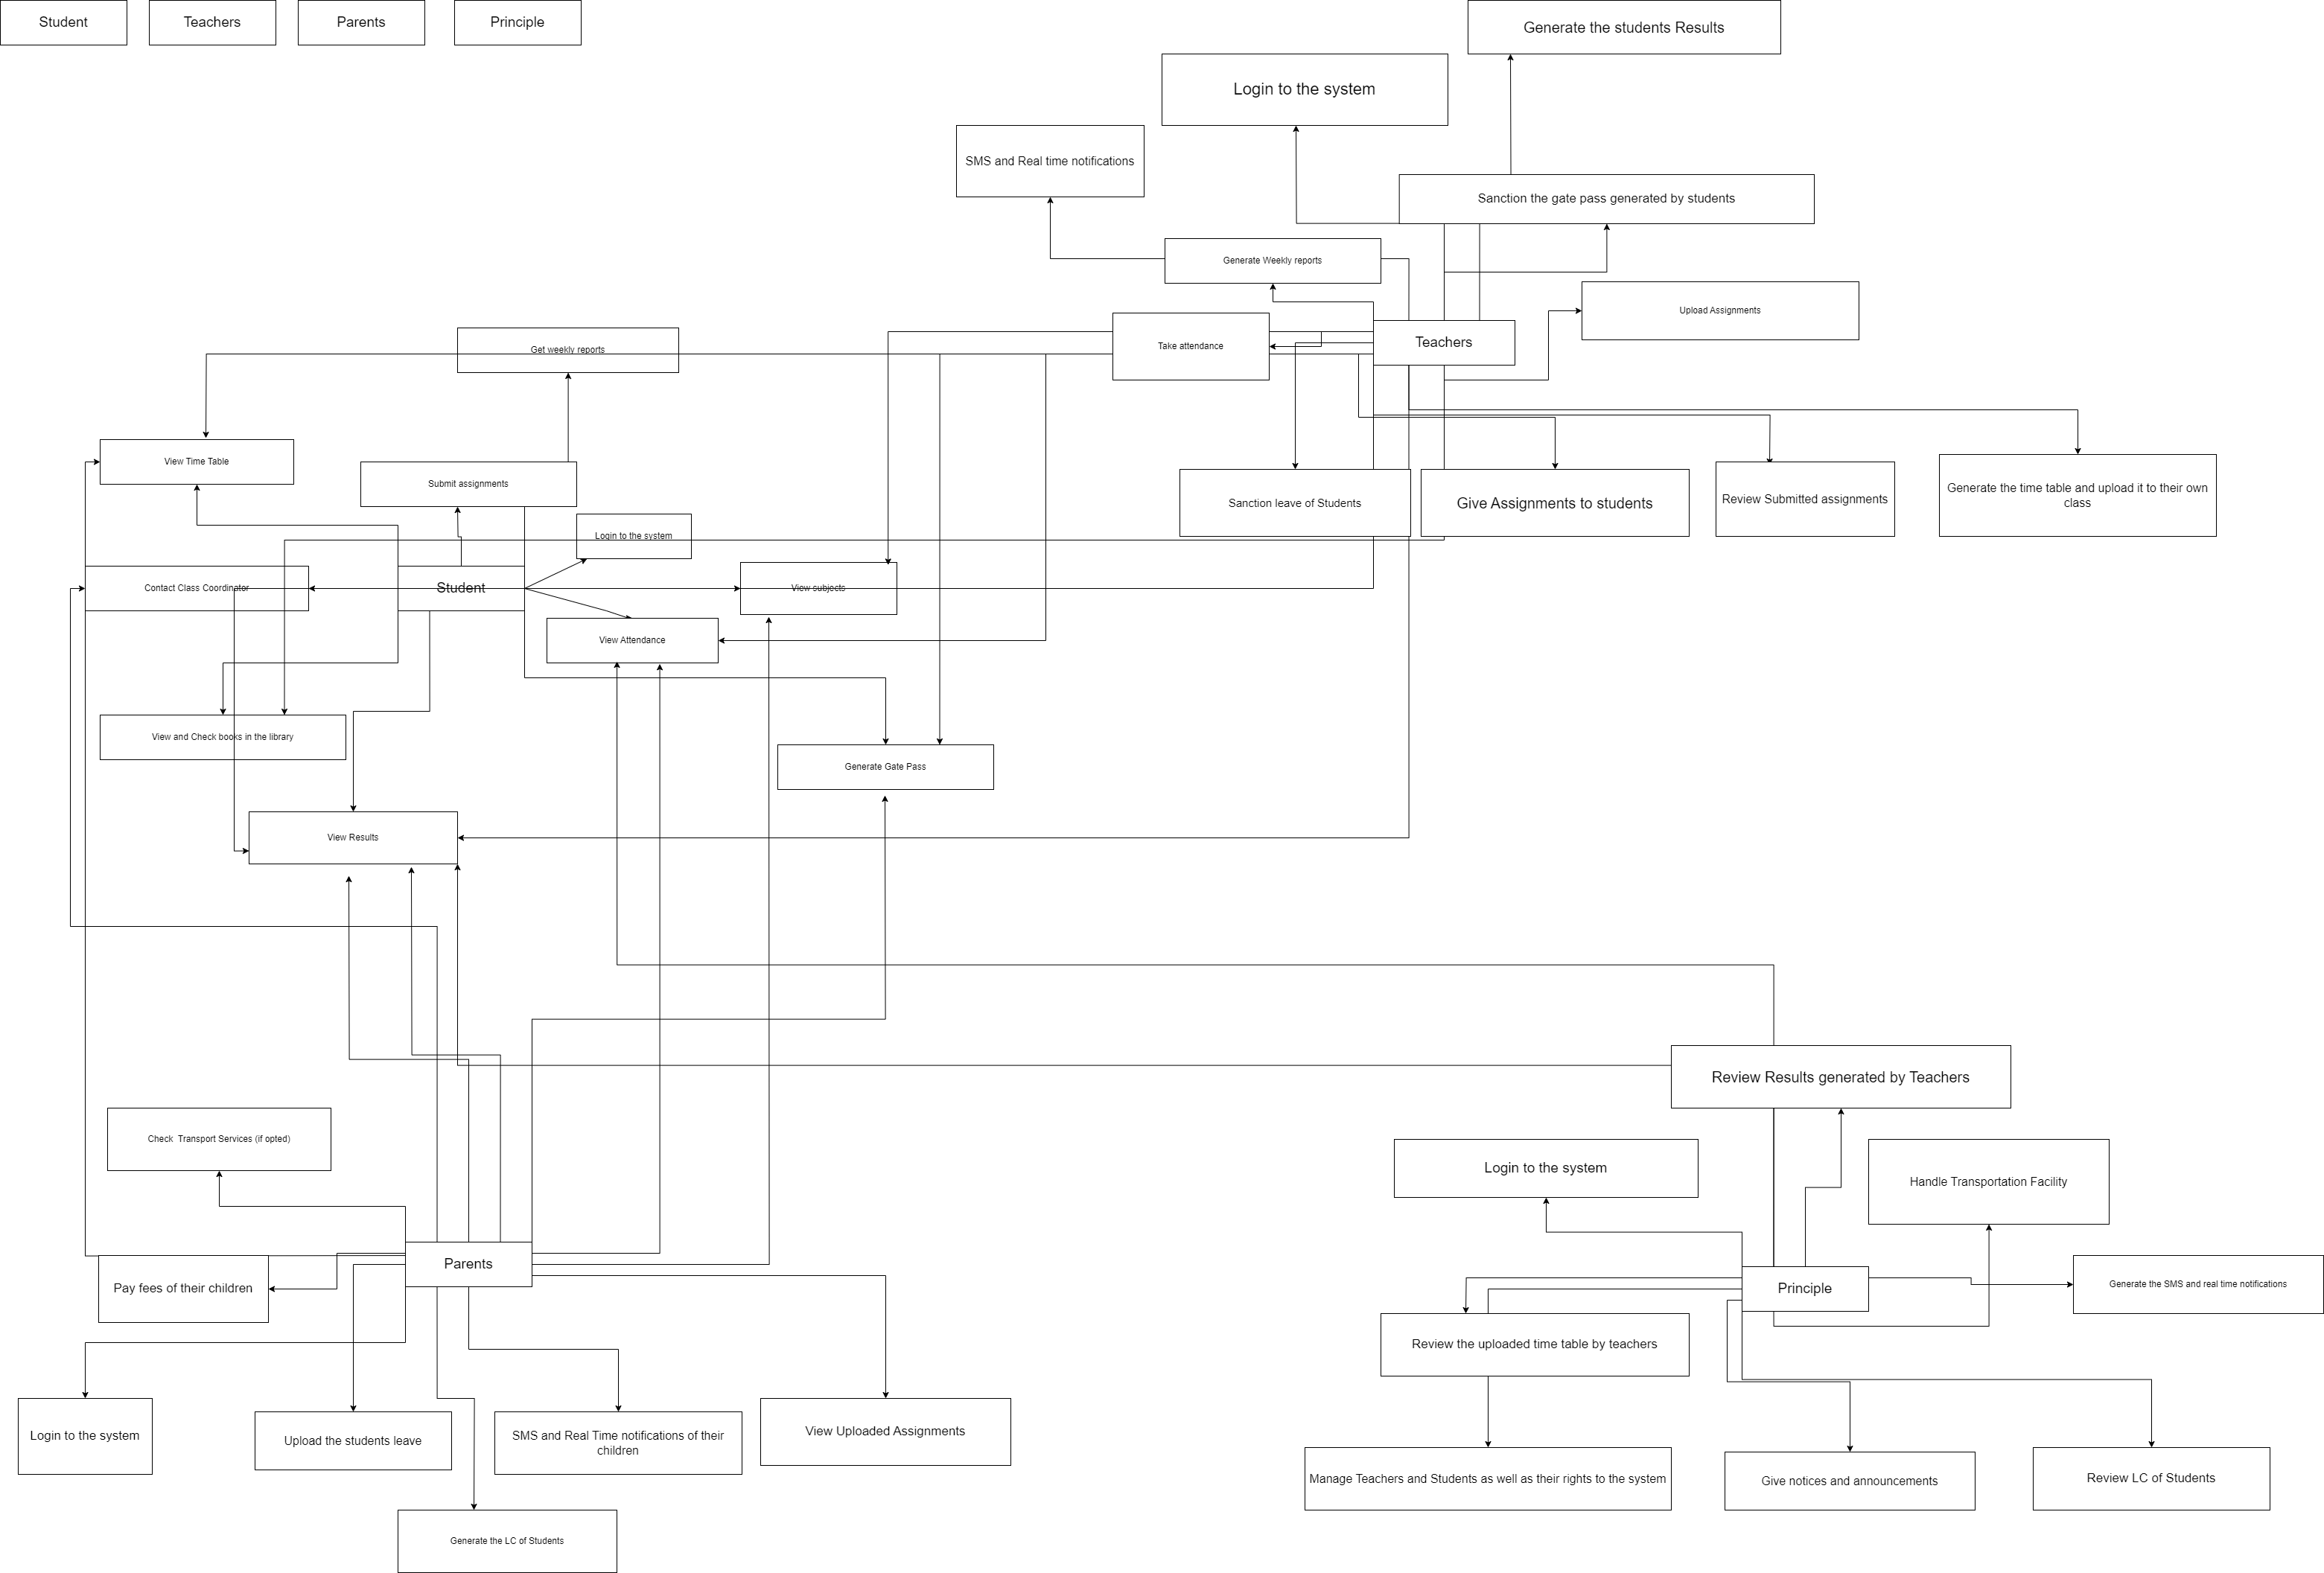 Student
Teachers
Parents
Principle
Generate the students Results
Login to the system
SMS and Real time notifications
Sanction the gate pass generated by students
Generate Weekly reports
Upload Assignments
Take attendance
Teachers
Get weekly reports
View Time Table
Submit assignments
Sanction leave of Students
Give Assignments to students
Review Submitted assignments
Generate the time table and upload it to their own
class
Login to the system
Contact Class Coordinator
Student
View subjects
View Attendance
View and Check books in the library
Generate Gate Pass
View Results
Review Results generated by Teachers
Check  Transport Services (if opted)
Login to the system
Handle Transportation Facility
Parents
Pay fees of their children
Principle
Generate the SMS and real time notifications
Review the uploaded time table by teachers
Login to the system
Upload the students leave
SMS and Real Time notifications of their
children
View Uploaded Assignments
Manage Teachers and Students as well as their rights to the system
Give notices and announcements
Review LC of Students
Generate the LC of Students